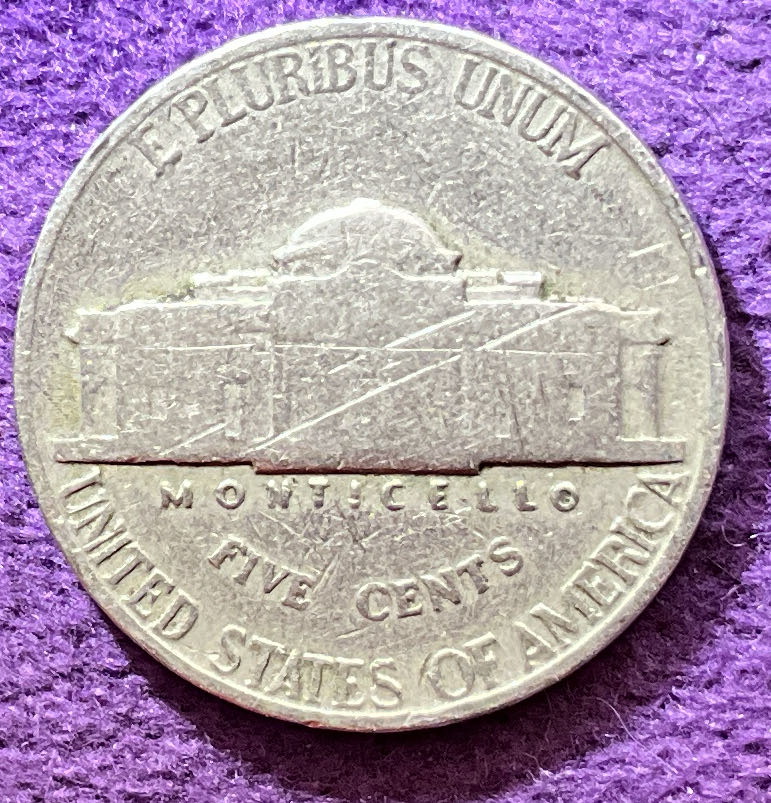 E PLURIBUS UNUM
MONTICELLO
FIVE CENTS
UNITED STATES OF AMERICA